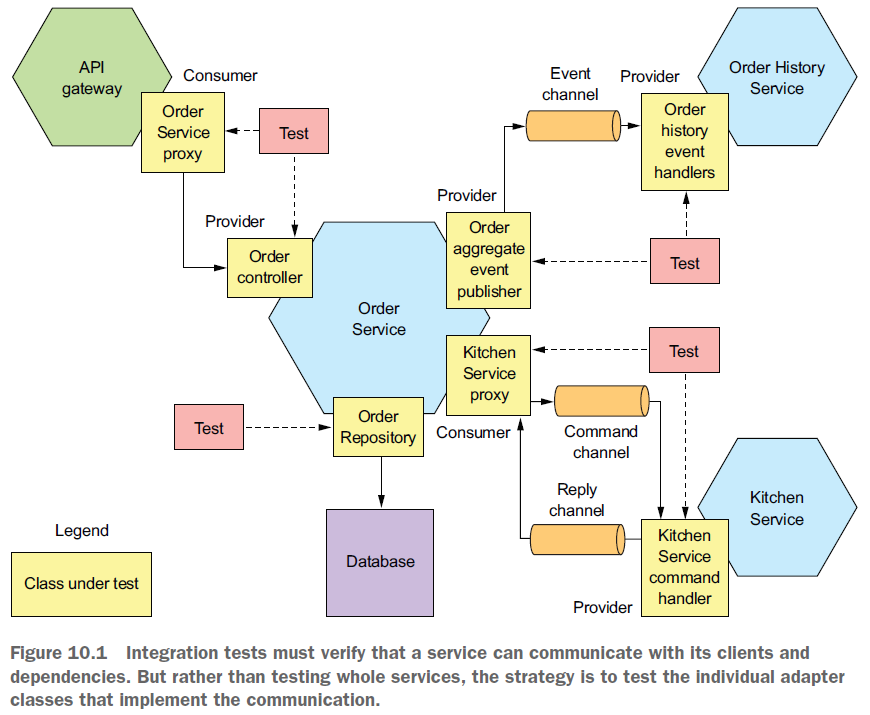 API
gateway
Consumer
Order
Service
proxy
Test
Provider
Order
controller
Event
channel
Provider
Order History
Service
Order
history
event
handlers
Provider
Order
aggregate
event
publisher
Test
Order
Service
Kitchen
Service
proxy
Test
Consumer
Command
channel
Test
Order
Repository
Reply
channel
Kitchen
Service
Kitchen
Service
command
handler
Provider
Database
Legend
Class under test
Figure 10.1 Integration tests must verify that a service can communicate with its clients and
dependencies. But rather than testing whole services, the strategy is to test the individual adapter
classes that implement the communication.